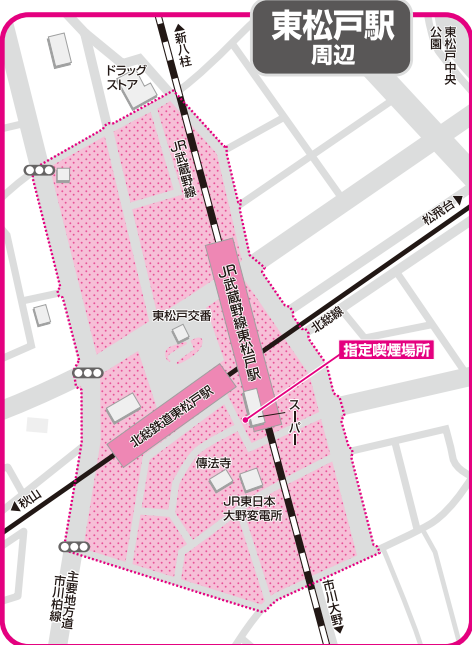 東松戸駅
周辺
東松戸中央
公園
▲新八柱
ドラッグ
ストア
JR武蔵野線
松飛台▶
JR武蔵野線東松戸駅
東松戸交番
北総線
指定喫煙場所
スーパー
北総鉄道東松戸駅
傳法寺
JR東日本
大野変電所
◀秋山
主要地方道
市川柏線
市川大野▶